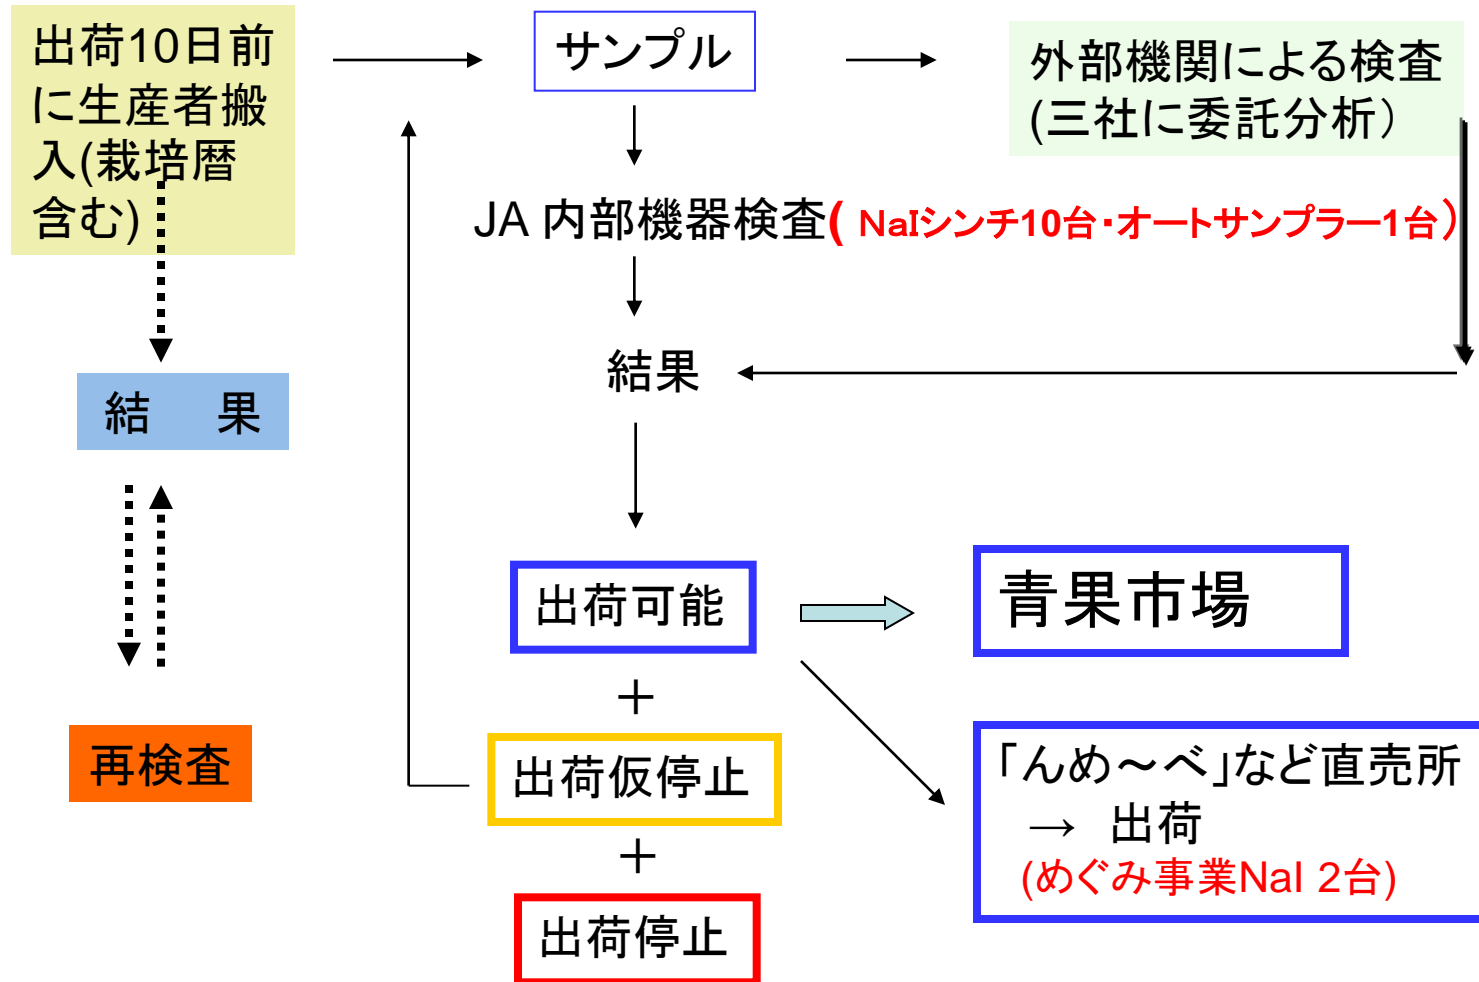 出荷10日前
に生産者搬
入(栽培暦
含む)
サンプル
外部機関による検査
(三社に委託分析）
JA 内部機器検査( NaIシンチ10台・オートサンプラー1台）
結果
結　果
出荷可能
＋
出荷仮停止
＋
出荷停止
再検査
青果市場
「んめ～べ」など直売所
→ 出荷
(めぐみ事業NaI 2台)